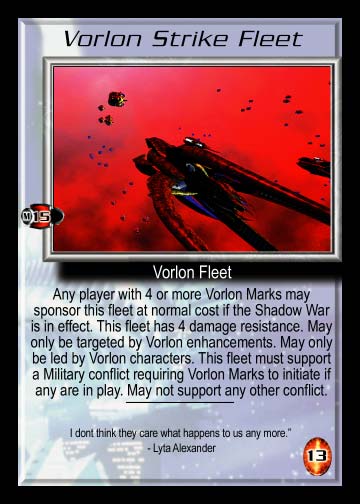 Vorlon Strike Fleet
M 15
Vorlon Fleet
Any player with 4 or more Vorlon Marks may
sponsor this fleet at normal cost if the Shadow War
is in effect. This fleet has 4 damage resistance. May
only be targeted by Vorlon enhancements. May only
be led by Vorlon characters. This fleet must support
a Military conflict requiring Vorlon Marks to initiate if
any are in play. May not support any other conflict.
I dont think they care what happens to us any more."
- Lyta Alexander
13